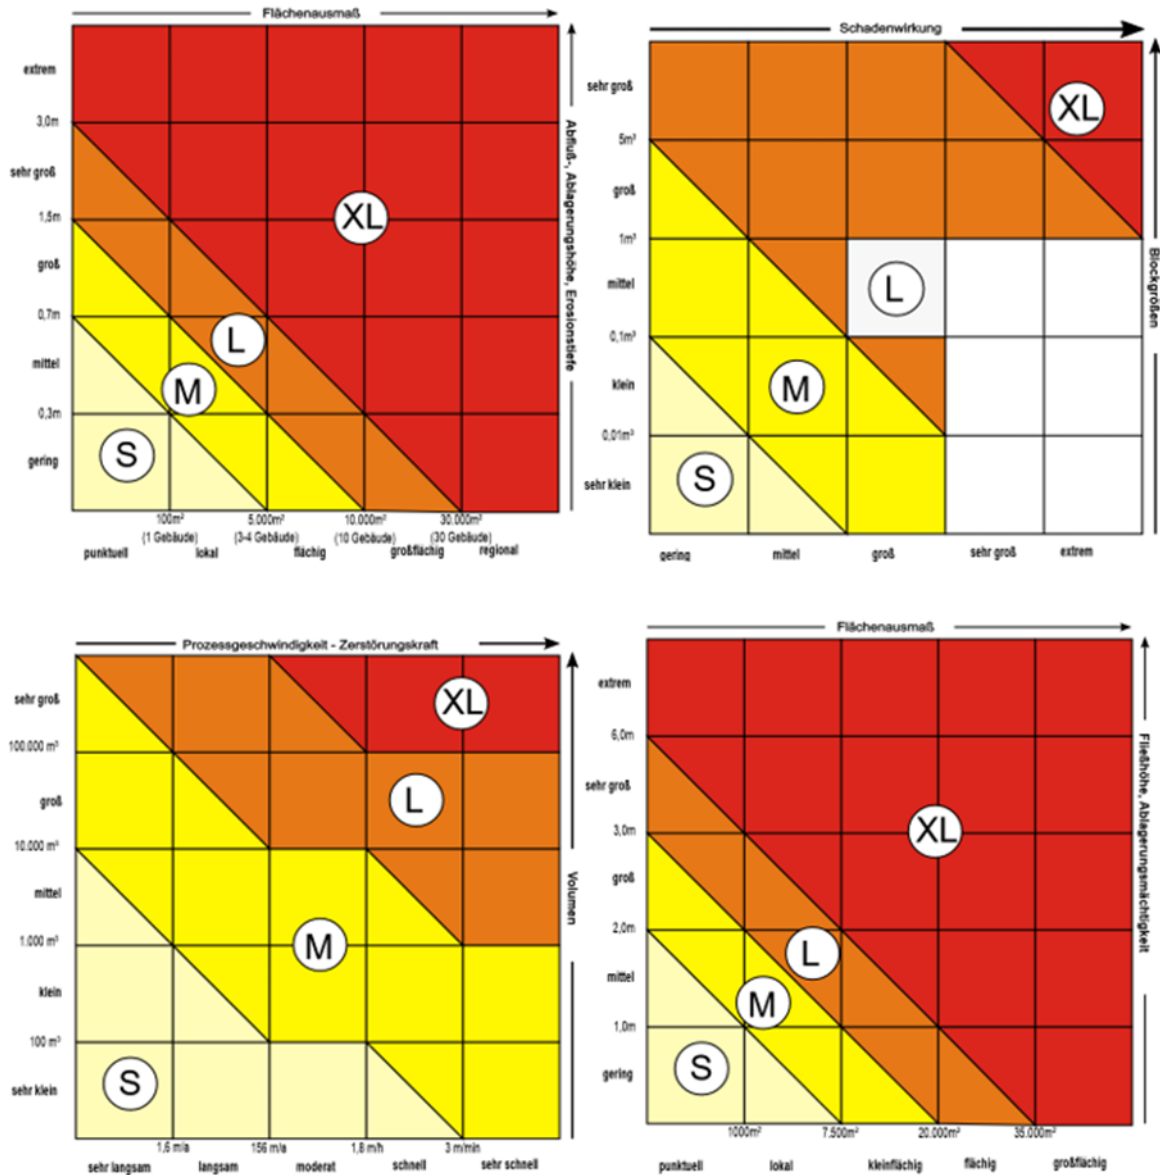 Flächenausmaß
extrem
3,0m
sehr groß
1,5m
groß
0,7m
mittel
0,3m
gering
XL
L
M
S
100m²
(1 Gebäude)
5.000m²
(3-4 Gebäude)
10.000m²
(10 Gebäude)
30.000m²
(30 Gebäude)
punktuell
lokal
flächig
großflächig
regional
Abfluß-, Ablagerungshöhe, Erosionstiefe
Schadenwirkung
sehr groß
5m³
groß
1m³
mittel
0,1m³
klein
0,01m³
sehr klein
XL
L
M
S
gering
mittel
groß
sehr groß
extrem
Blockgrößen
Prozessgeschwindigkeit - Zerstörungskraft
sehr groß
100.000 m³
groß
10.000 m³
mittel
1.000 m³
klein
100 m³
sehr klein
XL
L
M
S
1,6 m/a
156 m/a
1,8 m/h
3 m/min
sehr langsam
langsam
moderat
schnell
sehr schnell
Volumen
Flächenausmaß
extrem
6,0m
sehr groß
3,0m
groß
2,0m
mittel
1,0m
gering
XL
L
M
S
1000m²
7.500m²
20.000m²
35.000m²
punktuell
lokal
kleinflächig
flächig
großflächig
Fließhöhe, Ablagerungsmächtigkeit